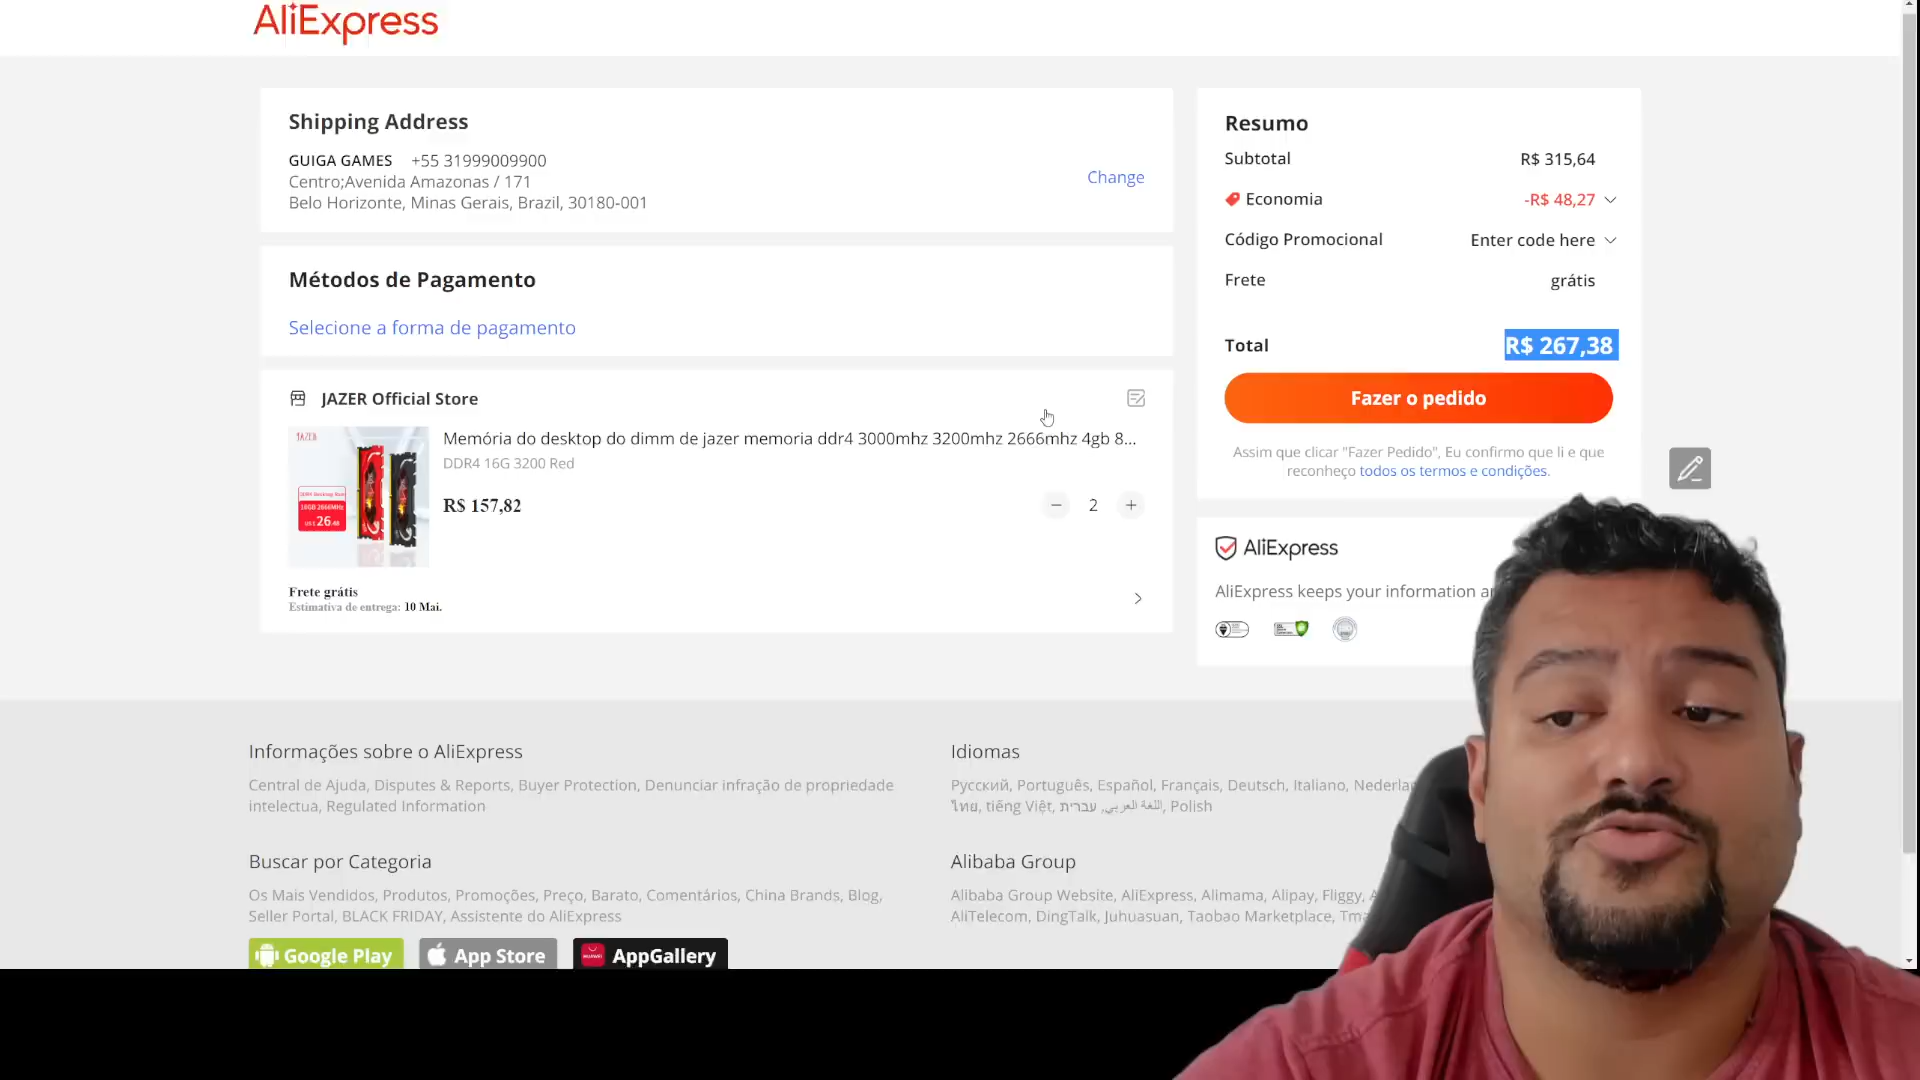 AliExpress
Shipping Address
GUIGA GAMES +55 31999009900
Centro;Avenida Amazonas / 171
Belo Horizonte, Minas Gerais, Brazil, 30180-001
Change
Métodos de Pagamento
Selecione a forma de pagamento
JAZER Official Store
JAZER
18GB 2666MHz
26
Memória do desktop do dimm de jazer memoria ddr4 3000mhz 3200mhz 2666mhz 4gb 8...
DDR4 16G 3200 Red
R$ 157,82
2
Frete grátis
Estimativa de entrega: 10 Mai.
Resumo
Subtotal R$ 315,64
Economia -R$ 48,27
Código Promocional Enter code here
Frete grátis
Total R$ 267,38
Fazer o pedido
Assim que clicar "Fazer Pedido", Eu confirmo que li e que
reconheço todos os termos e condições.
AliExpress
AliExpress keeps your information
Informações sobre o AliExpress
Central de Ajuda, Disputes & Reports, Buyer Protection, Denunciar infração de propriedade
intelectua, Regulated Information
Idiomas
Русский, Português, Español, Français, Deutsch, Italiano,
ไทย, tiếng Việt, اللغة العربي, עברית, Polish
Buscar por Categoria
Os Mais Vendidos, Produtos, Promoções, Preço, Barato, Comentários, China Brands, Blog,
Seller Portal, BLACK FRIDAY, Assistente do AliExpress
Alibaba Group
Alibaba Group Website, AliExpress, Alimama, Alipay, Fliggy,
AliTelecom, DingTalk, Juhuasuan, Taobao Marketplace,
Google Play
App Store
AppGallery